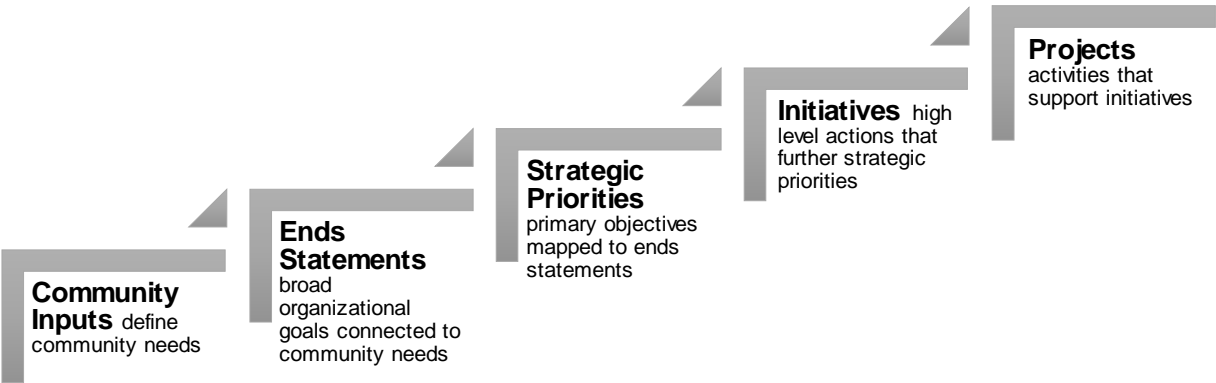 Community
Inputs define
community needs
Ends
Statements
broad
organizational
goals connected to
community needs
Strategic
Priorities
primary objectives
mapped to ends
statements
Initiatives high
level actions that
further strategic
priorities
Projects
activities that
support initiatives